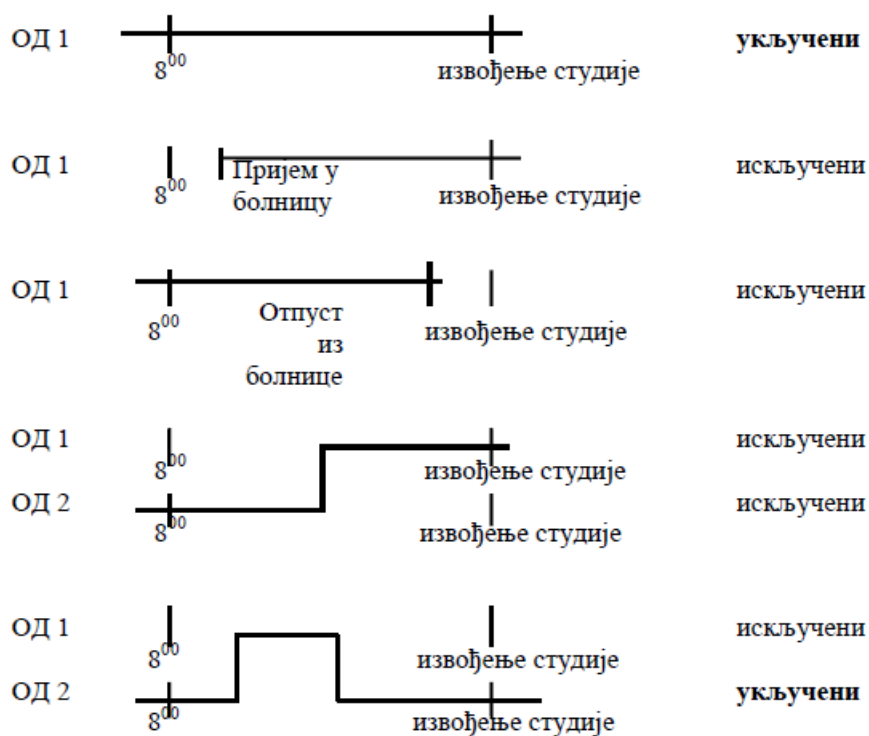 ОД 1 укључени
8⁰⁰ извођење студије
ОД 1 искључени
8⁰⁰ Пријем у болницу извођење студије
ОД 1 искључени
8⁰⁰ Отпуст из болнице извођење студије
ОД 1 искључени
8⁰⁰ извођење студије
ОД 2 искључени
8⁰⁰ извођење студије
ОД 1 искључени
8⁰⁰ извођење студије
ОД 2 укључени
8⁰⁰ извођење студије